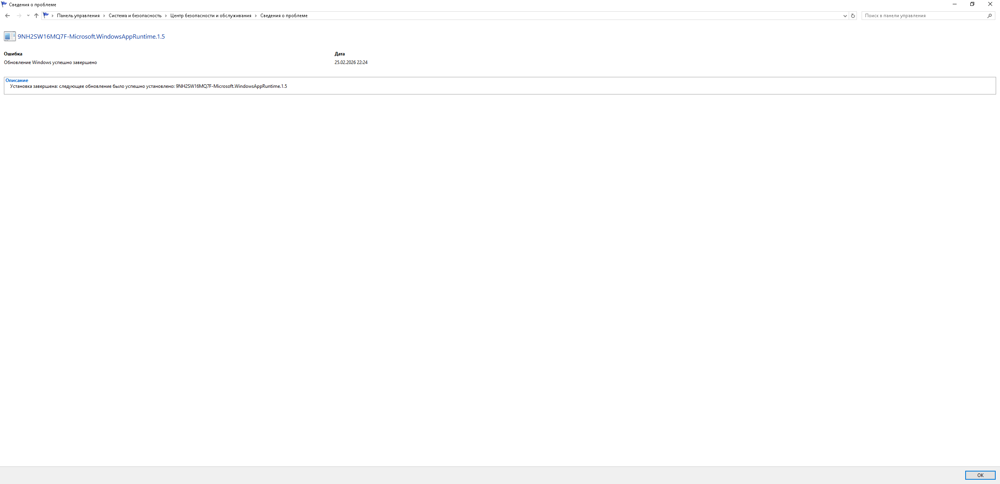 Сведения о проблеме
Панель управления › Система и безопасность › Центр безопасности и обслуживания › Сведения о проблеме
Поиск в панели управления
9NH2SW16MQ7F-Microsoft.WindowsAppRuntime.1.5
Ошибка Дата
Обновление Windows успешно завершено 25.02.2026 22:24
Описание
Установка завершена: следующее обновление было успешно установлено: 9NH2SW16MQ7F-Microsoft.WindowsAppRuntime.1.5
OK